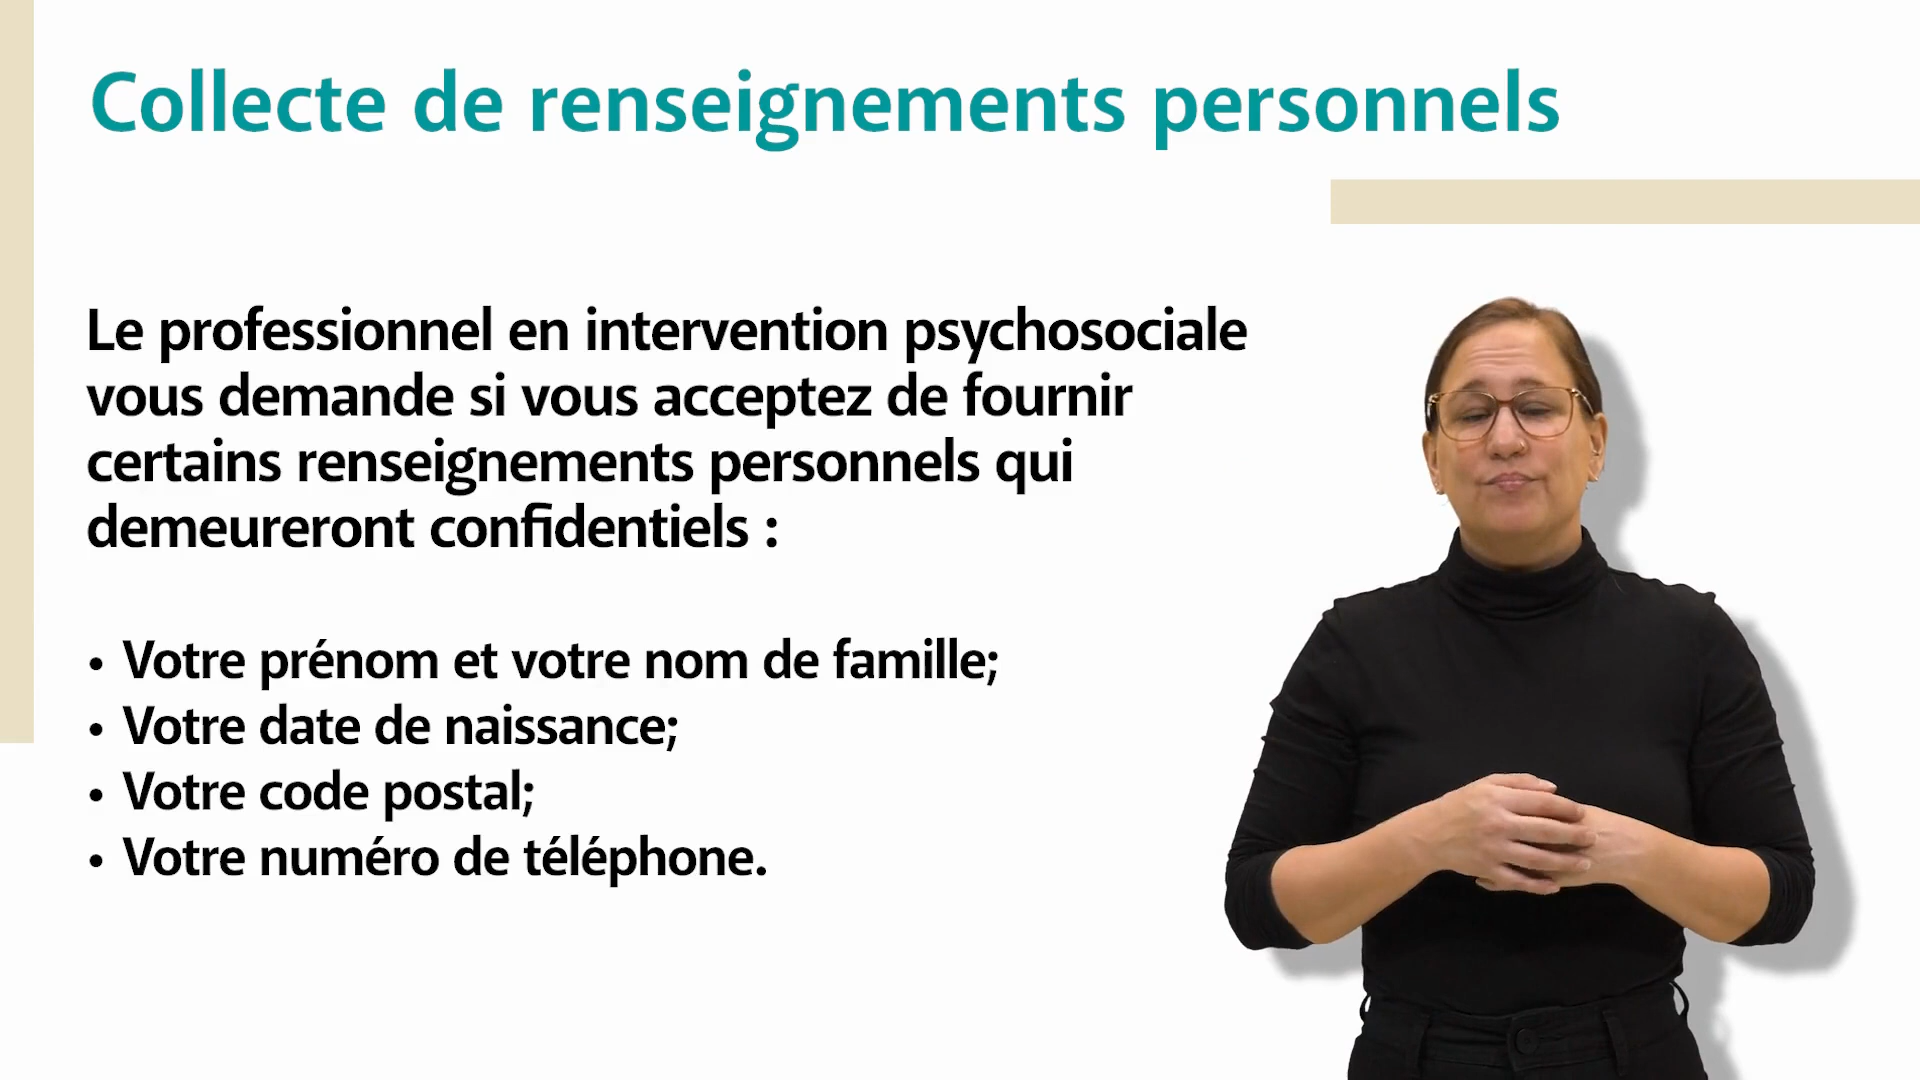 Collecte de renseignements personnels
Le professionnel en intervention psychosociale
vous demande si vous acceptez de fournir
certains renseignements personnels qui
demeureront confidentiels :
• Votre prénom et votre nom de famille;
• Votre date de naissance;
• Votre code postal;
• Votre numéro de téléphone.